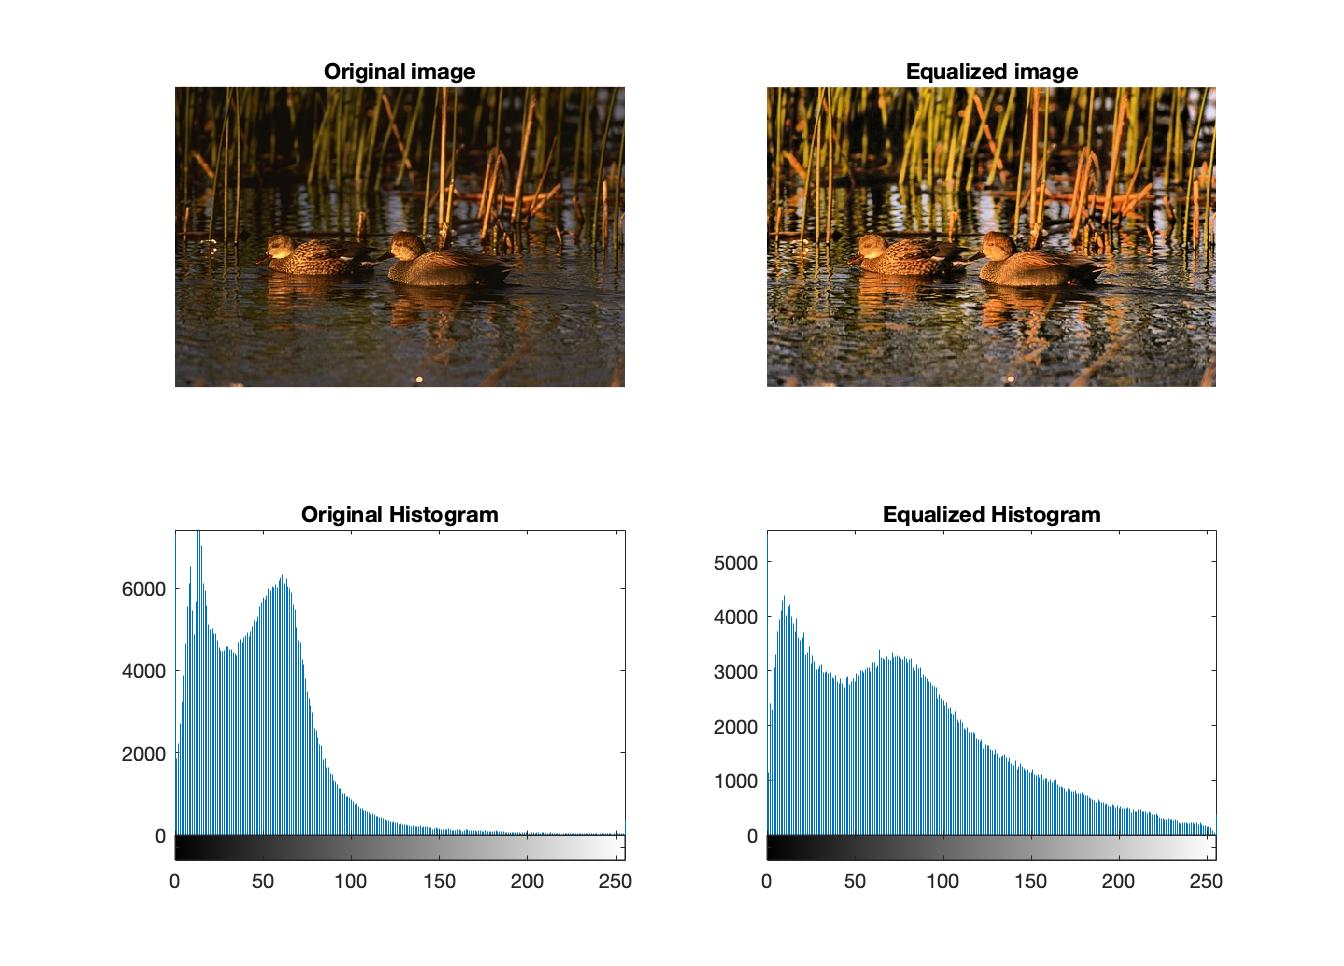 Original image
Equalized image
Original Histogram
6000
4000
2000
0
0 50 100 150 200 250
Equalized Histogram
5000
4000
3000
2000
1000
0
0 50 100 150 200 250